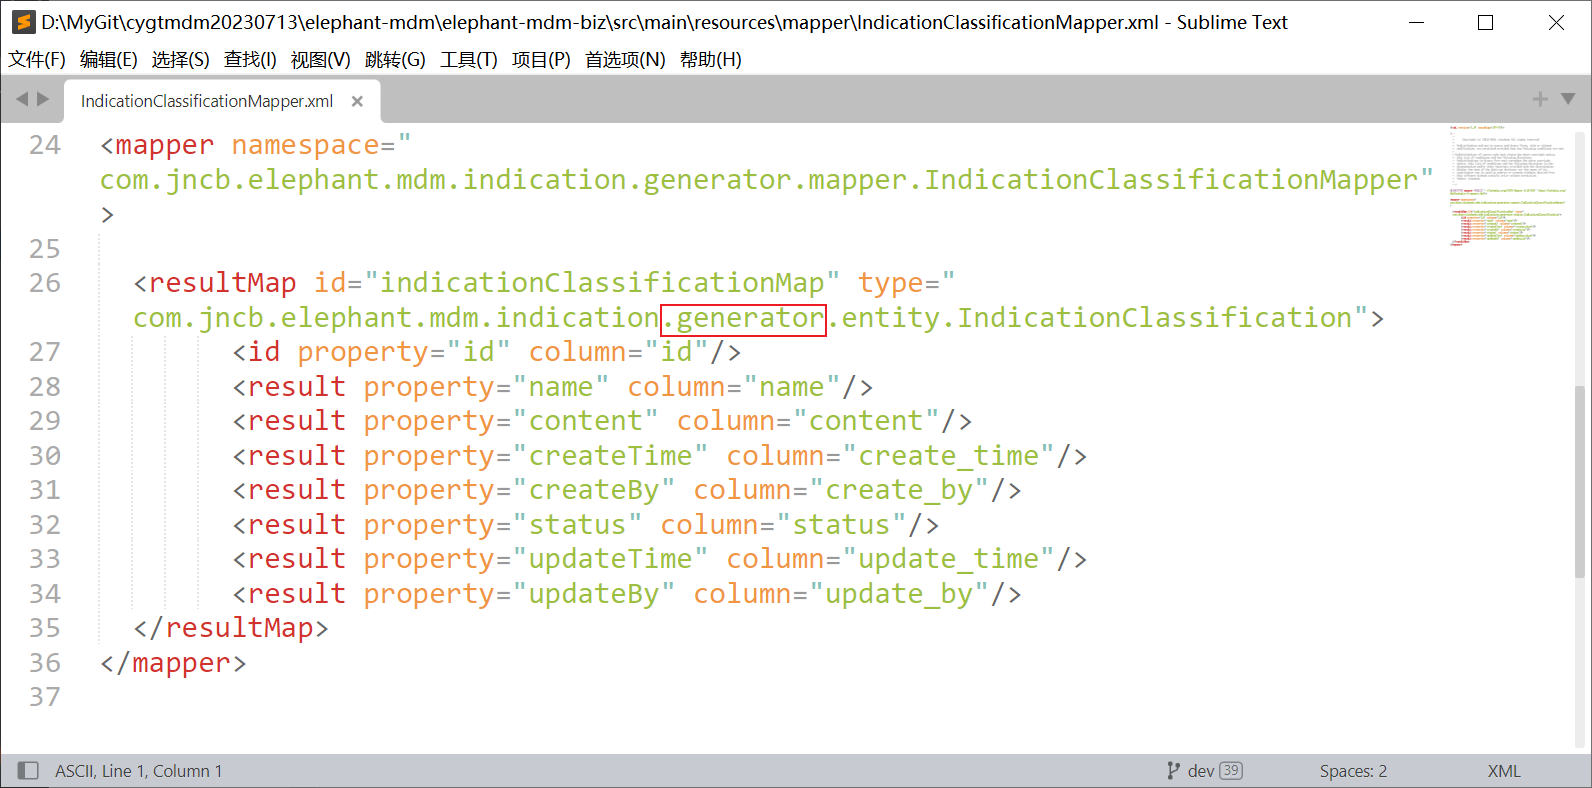 D:\MyGit\cygtmdm20230713\elephant-mdm\elephant-mdm-biz\src\main\resources\mapper\IndicationClassificationMapper.xml - Sublime Text
文件(F) 编辑(E) 选择(S) 查找(I) 视图(V) 跳转(G) 工具(T) 项目(P) 首选项(N) 帮助(H)
IndicationClassificationMapper.xml
24 <mapper namespace="
com.jncb.elephant.mdm.indication.generator.mapper.IndicationClassificationMapper"
>
25
26 <resultMap id="indicationClassificationMap" type="
com.jncb.elephant.mdm.indication.generator.entity.IndicationClassification">
27 <id property="id" column="id"/>
28 <result property="name" column="name"/>
29 <result property="content" column="content"/>
30 <result property="createTime" column="create_time"/>
31 <result property="createBy" column="create_by"/>
32 <result property="status" column="status"/>
33 <result property="updateTime" column="update_time"/>
34 <result property="updateBy" column="update_by"/>
35 </resultMap>
36 </mapper>
37
ASCII, Line 1, Column 1
dev 39
Spaces: 2
XML